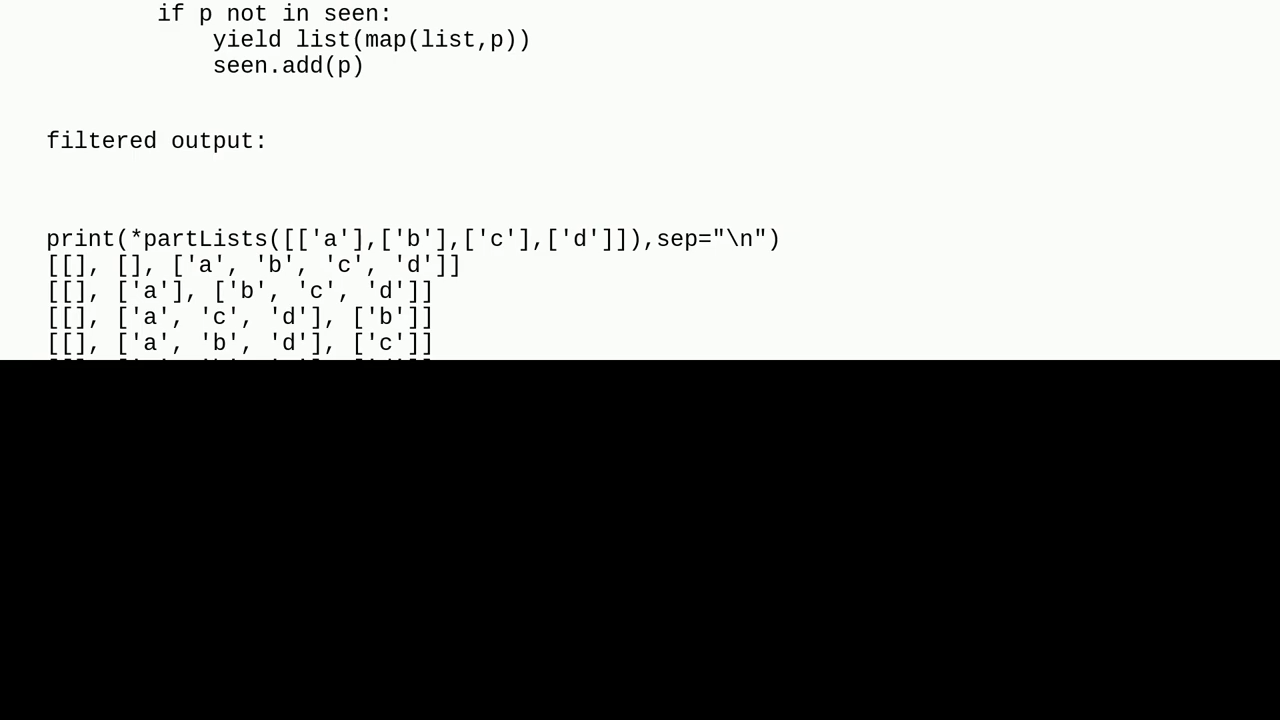 if p not in seen:
yield list(map(list,p))
seen.add(p)
filtered output:
print(*partLists([['a'],['b'],['c'],['d']]),sep="\n")
[[], [], ['a', 'b', 'c', 'd']]
[[], ['a'], ['b', 'c', 'd']]
[[], ['a', 'c', 'd'], ['b']]
[[], ['a', 'b', 'd'], ['c']]